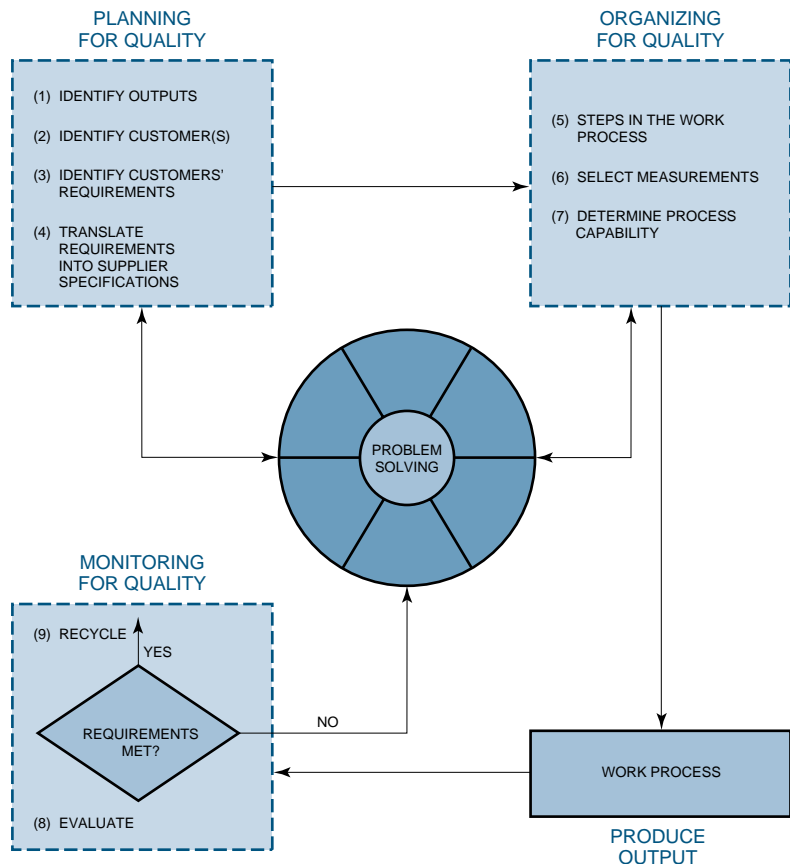 PLANNING
FOR QUALITY
(1) IDENTIFY OUTPUTS
(2) IDENTIFY CUSTOMER(S)
(3) IDENTIFY CUSTOMERS'
REQUIREMENTS
(4) TRANSLATE
REQUIREMENTS
INTO SUPPLIER
SPECIFICATIONS
ORGANIZING
FOR QUALITY
(5) STEPS IN THE WORK
PROCESS
(6) SELECT MEASUREMENTS
(7) DETERMINE PROCESS
CAPABILITY
PROBLEM
SOLVING
MONITORING
FOR QUALITY
(9) RECYCLE
YES
REQUIREMENTS
MET?
NO
(8) EVALUATE
WORK PROCESS
PRODUCE
OUTPUT